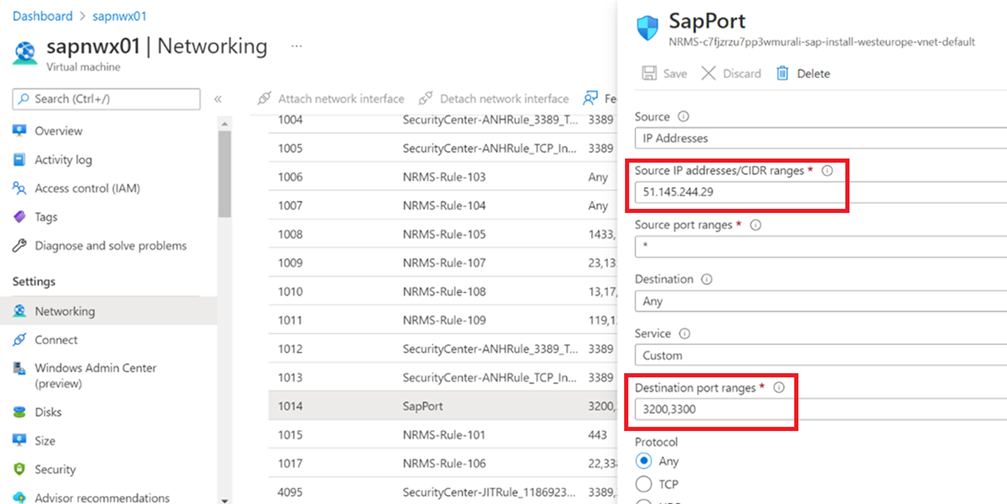 Dashboard > sapnwx01
sapnwx01 | Networking ...
Virtual machine
Search (Ctrl+/)
«
Overview
Activity log
Access control (IAM)
Tags
Diagnose and solve problems
Settings
Networking
Connect
Windows Admin Center
(preview)
Disks
Size
Security
Advisor recommendations
Attach network interface Detach network interface Fe
1004 SecurityCenter-ANHRule_3389_T... 3389
1005 SecurityCenter-ANHRule_TCP_In... 3389
1006 NRMS-Rule-103 Any
1007 NRMS-Rule-104 Any
1008 NRMS-Rule-105 1433,
1009 NRMS-Rule-107 23,13
1010 NRMS-Rule-108 13,17,
1011 NRMS-Rule-109 119,1
1012 SecurityCenter-ANHRule_3389_T... 3389
1013 SecurityCenter-ANHRule_TCP_In... 3389
1014 SapPort 3200,
1015 NRMS-Rule-101 443
1017 NRMS-Rule-106 22,338
4095 SecurityCenter-JITRule_1186923...
SapPort
NRMS-c7fjzrzu7pp3wmurali-sap-install-westeurope-vnet-default
Save Discard Delete
Source
IP Addresses
Source IP addresses/CIDR ranges *
51.145.244.29
Source port ranges *
*
Destination
Any
Service
Custom
Destination port ranges *
3200,3300
Protocol
Any
TCP